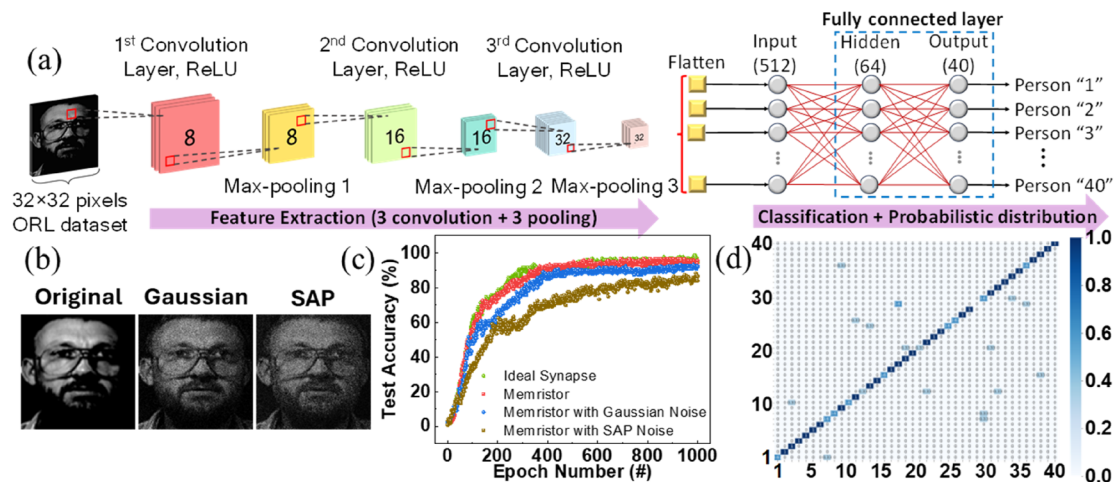 (a)
1st Convolution
Layer, ReLU
2nd Convolution
Layer, ReLU
3rd Convolution
Layer, ReLU
8
8
16
16
32
32
Max-pooling 1
Max-pooling 2
Max-pooling 3
32×32 pixels
ORL dataset
Feature Extraction (3 convolution + 3 pooling)
Flatten
Fully connected layer
Input
(512)
Hidden
(64)
Output
(40)
Person “1”
Person “2”
Person “3”
Person “40”
Classification + Probabilistic distribution
(b)
Original
Gaussian
SAP
(c)
Test Accuracy (%)
100
80
60
40
20
0
Ideal Synapse
Memristor
Memristor with Gaussian Noise
Memristor with SAP Noise
0 200 400 600 800 1000
Epoch Number (#)
(d)
40
30
20
10
1
1 5 10 15 20 25 30 35 40
1.0
0.8
0.6
0.4
0.2
0.0